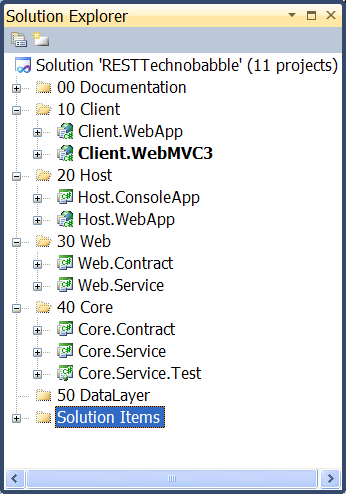 Solution Explorer
Solution 'RESTTechnobabble' (11 projects)
00 Documentation
10 Client
Client.WebApp
Client.WebMVC3
20 Host
Host.ConsoleApp
Host.WebApp
30 Web
Web.Contract
Web.Service
40 Core
Core.Contract
Core.Service
Core.Service.Test
50 DataLayer
Solution Items